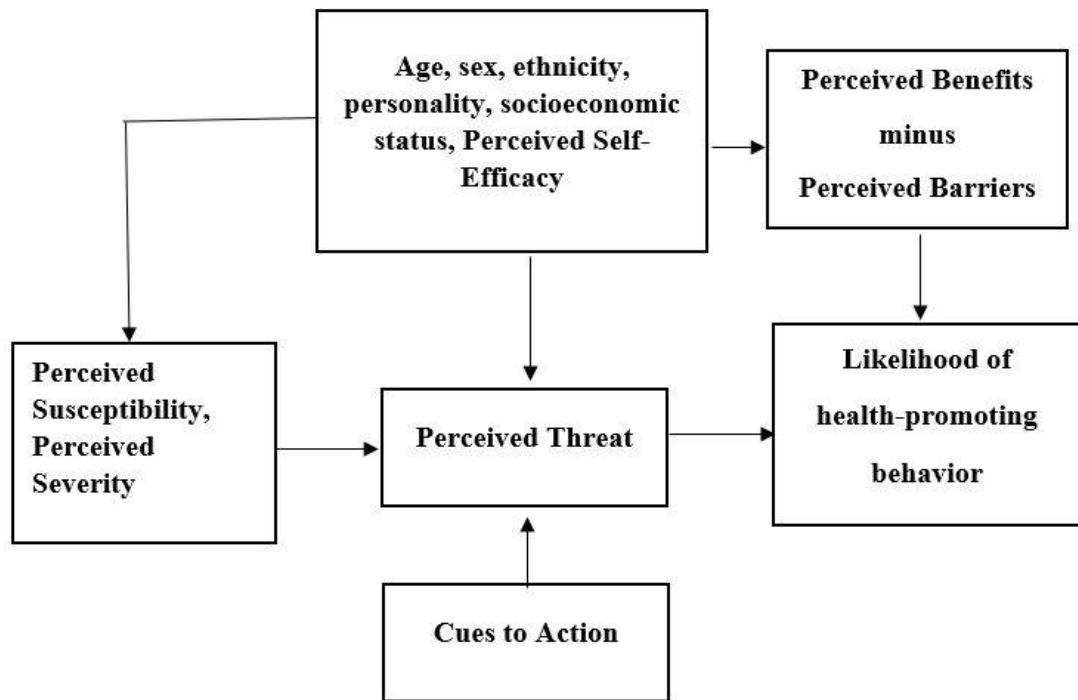 Age, sex, ethnicity,
personality, socioeconomic
status, Perceived Self-
Efficacy
Perceived Benefits
minus
Perceived Barriers
Perceived
Susceptibility,
Perceived
Severity
Perceived Threat
Likelihood of
health-promoting
behavior
Cues to Action